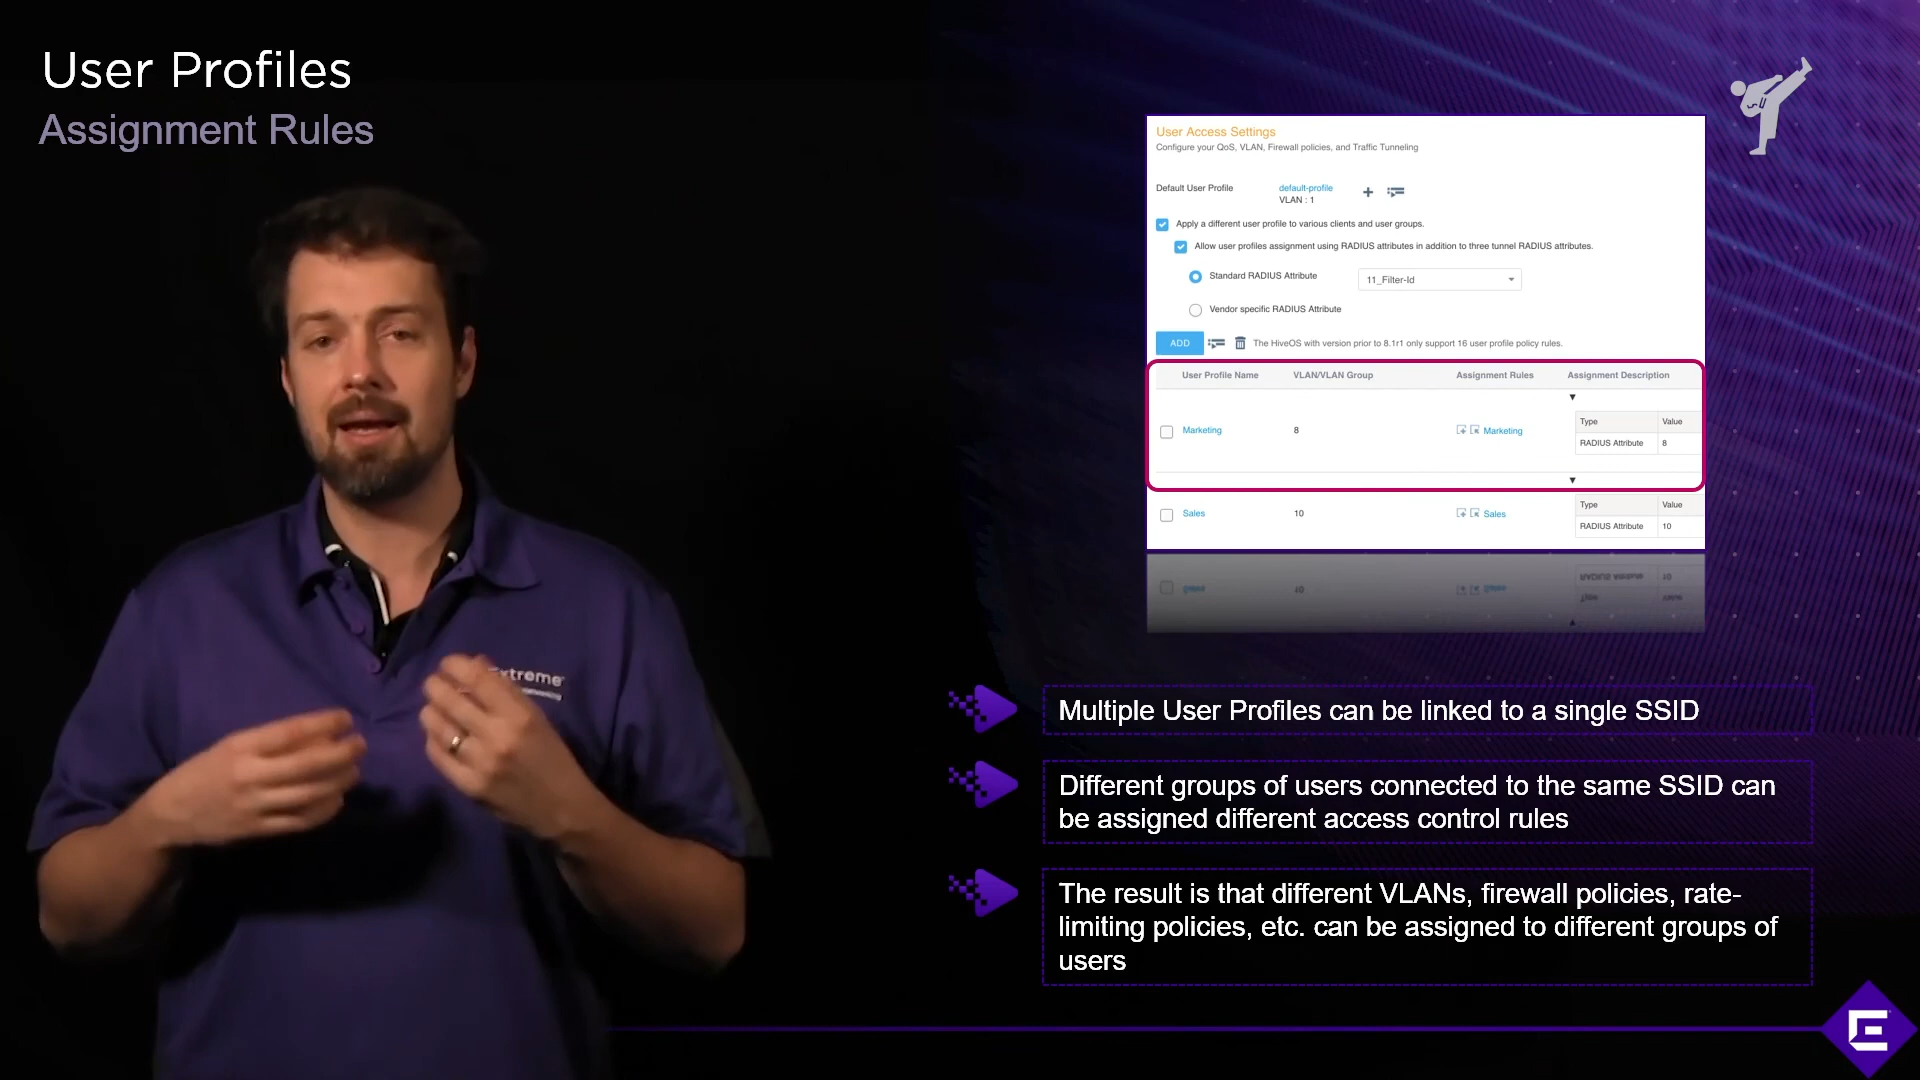 User Profiles
Assignment Rules
User Access Settings
Configure your QoS, VLAN, Firewall policies, and Traffic Tunneling
Default User Profile default-profile
VLAN : 1
Apply a different user profile to various clients and user groups.
Allow user profiles assignment using RADIUS attributes in addition to three tunnel RADIUS attributes.
Standard RADIUS Attribute 11_Filter-Id
Vendor specific RADIUS Attribute
ADD The HiveOS with version prior to 8.1r1 only support 16 user profile policy rules.
User Profile Name VLAN/VLAN Group Assignment Rules Assignment Description
Type Value
Marketing 8 Marketing
RADIUS Attribute 8
Type Value
Sales 10 Sales
RADIUS Attribute 10
Extreme
Multiple User Profiles can be linked to a single SSID
Different groups of users connected to the same SSID can
be assigned different access control rules
The result is that different VLANs, firewall policies, rate-
limiting policies, etc. can be assigned to different groups of
users